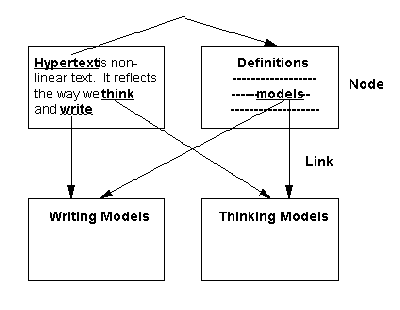 Hypertext is non-
linear text. It reflects
the way we think
and write
Definitions
--------------------
------models--
---------------------
Node
Link
Writing Models
Thinking Models